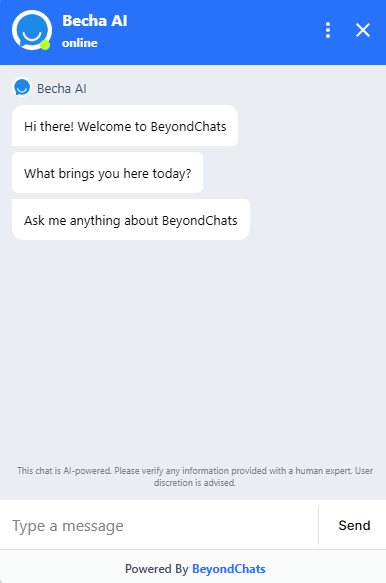 Becha AI
online
Becha AI
Hi there! Welcome to BeyondChats
What brings you here today?
Ask me anything about BeyondChats
This chat is AI-powered. Please verify any information provided with a human expert. User
discretion is advised.
Type a message
Send
Powered By BeyondChats